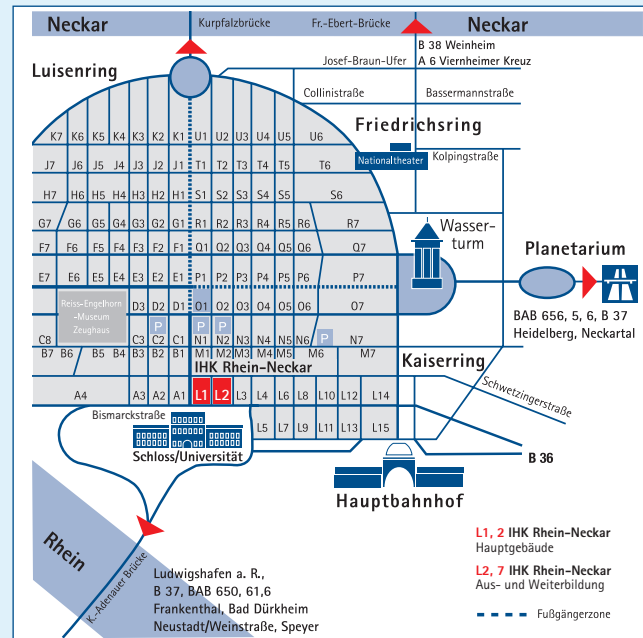 Neckar
Kurpfalzbrücke
Fr.-Ebert-Brücke
Neckar
B 38 Weinheim
A 6 Viernheimer Kreuz
Josef-Braun-Ufer
Luisenring
Collinistraße
Bassermannstraße
Friedrichsring
K7 K6 K5 K4 K3 K2 K1 U1 U2 U3 U4 U5 U6
Nationaltheater
Kolpingstraße
J7 J6 J5 J4 J3 J2 J1 T1 T2 T3 T4 T5 T6
H7 H6 H5 H4 H3 H2 H1 S1 S2 S3 S4 S5 S6
G7 G6 G5 G4 G3 G2 G1 R1 R2 R3 R4 R5 R6 R7
Wasser-
turm
F7 F6 F5 F4 F3 F2 F1 Q1 Q2 Q3 Q4 Q5 Q6 Q7
Planetarium
E7 E6 E5 E4 E3 E2 E1 P1 P2 P3 P4 P5 P6 P7
BAB 656, 5, 6, B 37
Heidelberg, Neckartal
Reiss-Engelhorn
-Museum
Zeughaus
D3 D2 D1 O1 O2 O3 O4 O5 O6 O7
P P P P
C8 C3 C2 C1 N1 N2 N3 N4 N5 N6 N7
B7 B6 B5 B4 B3 B2 B1 M1 M2 M3 M4 M5 M6 M7
Kaiserring
IHK Rhein-Neckar
Schwetzingerstraße
A4 A3 A2 A1 L1 L2 L3 L4 L6 L8 L10 L12 L14
Bismarckstraße
L5 L7 L9 L11 L13 L15
Schloss/Universität
B 36
Hauptbahnhof
Rhein
K.-Adenauer Brücke
Ludwigshafen a. R.,
B 37, BAB 650, 61,6
Frankenthal, Bad Dürkheim
Neustadt/Weinstraße, Speyer
L1, 2 IHK Rhein-Neckar
Hauptgebäude
L2, 7 IHK Rhein-Neckar
Aus- und Weiterbildung
Fußgängerzone